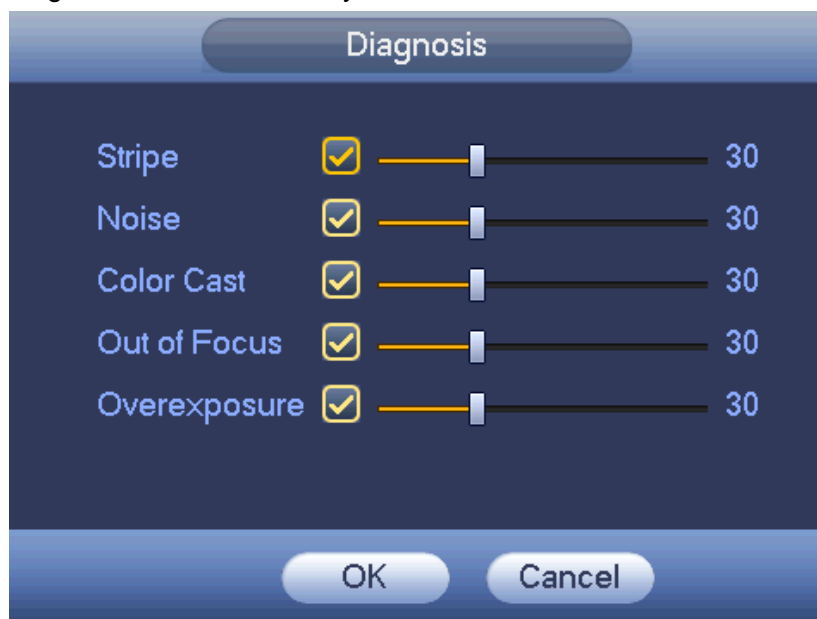 Diagnosis
Stripe 30
Noise 30
Color Cast 30
Out of Focus 30
Overexposure 30
OK Cancel